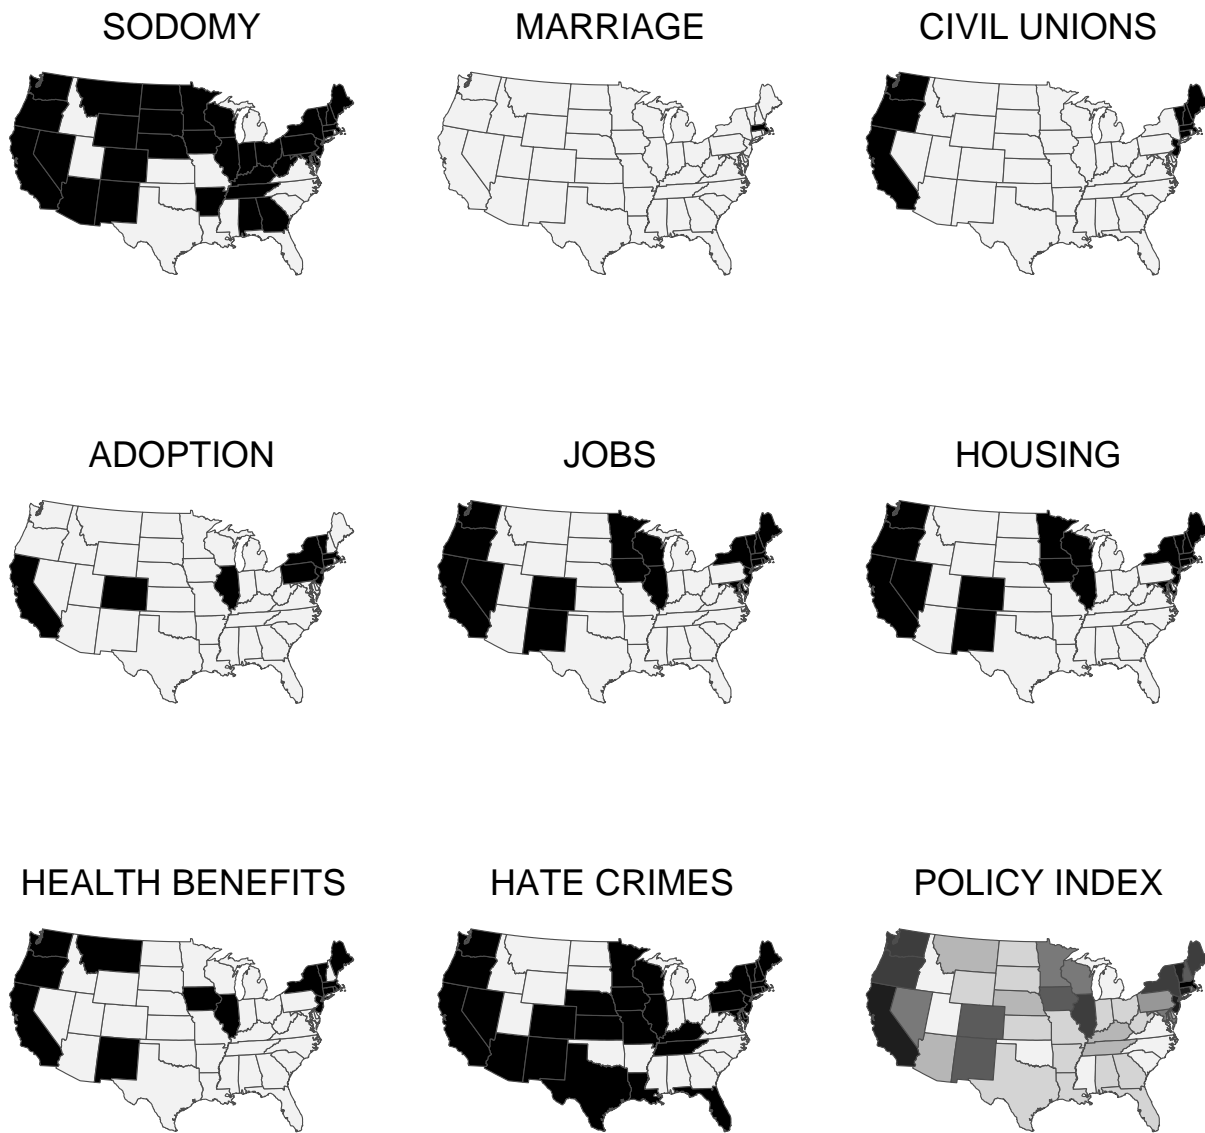 SODOMY
MARRIAGE
CIVIL UNIONS
ADOPTION
JOBS
HOUSING
HEALTH BENEFITS
HATE CRIMES
POLICY INDEX